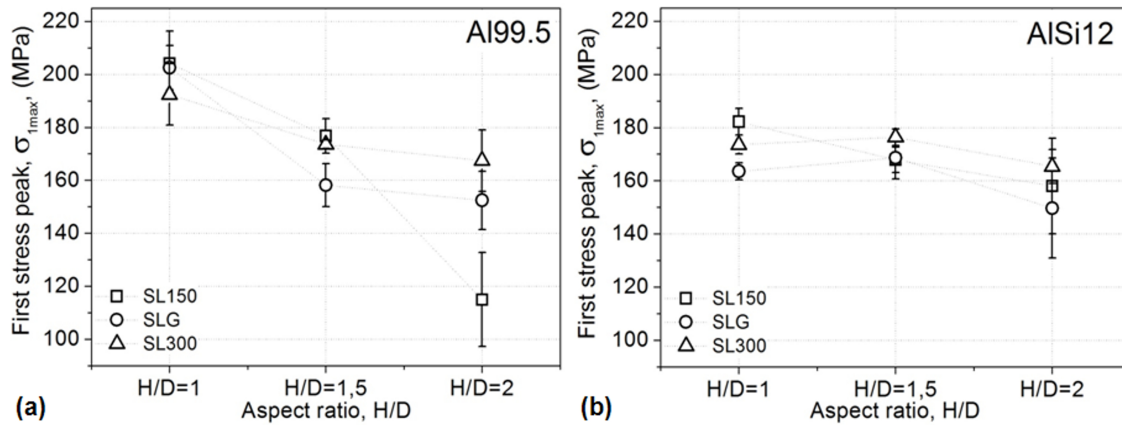 Al99.5
First stress peak, σ1max, (MPa)
220
200
180
160
140
120
100
SL150
SLG
SL300
H/D=1
H/D=1,5
H/D=2
Aspect ratio, H/D
(a)
AlSi12
First stress peak, σ1max, (MPa)
220
200
180
160
140
120
100
SL150
SLG
SL300
H/D=1
H/D=1,5
H/D=2
Aspect ratio, H/D
(b)